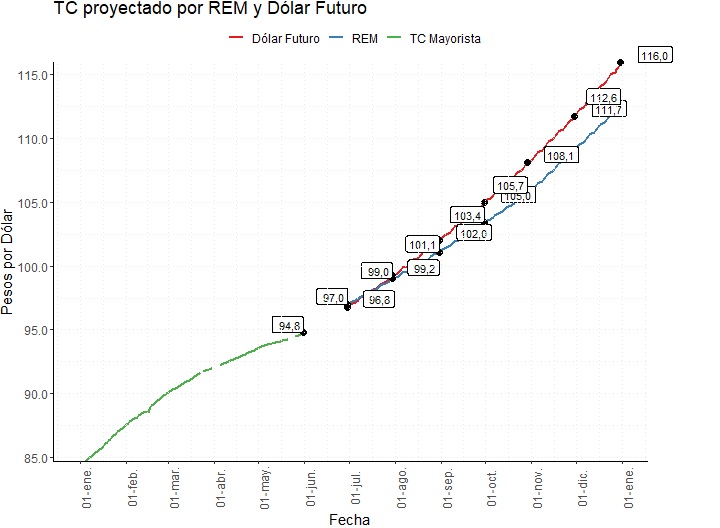 TC proyectado por REM y Dólar Futuro
Dólar Futuro REM TC Mayorista
116,0
115.0
112,6
111,7
110.0
108,1
105,7
105,0
105.0
103,4
102,0
101,1
100.0
99,0
99,2
97,0
96,8
95.0
94,8
90.0
85.0
Pesos por Dólar
01-ene.
01-feb.
01-mar.
01-abr.
01-may.
01-jun.
01-jul.
01-ago.
01-sep.
01-oct.
01-nov.
01-dic.
01-ene.
Fecha